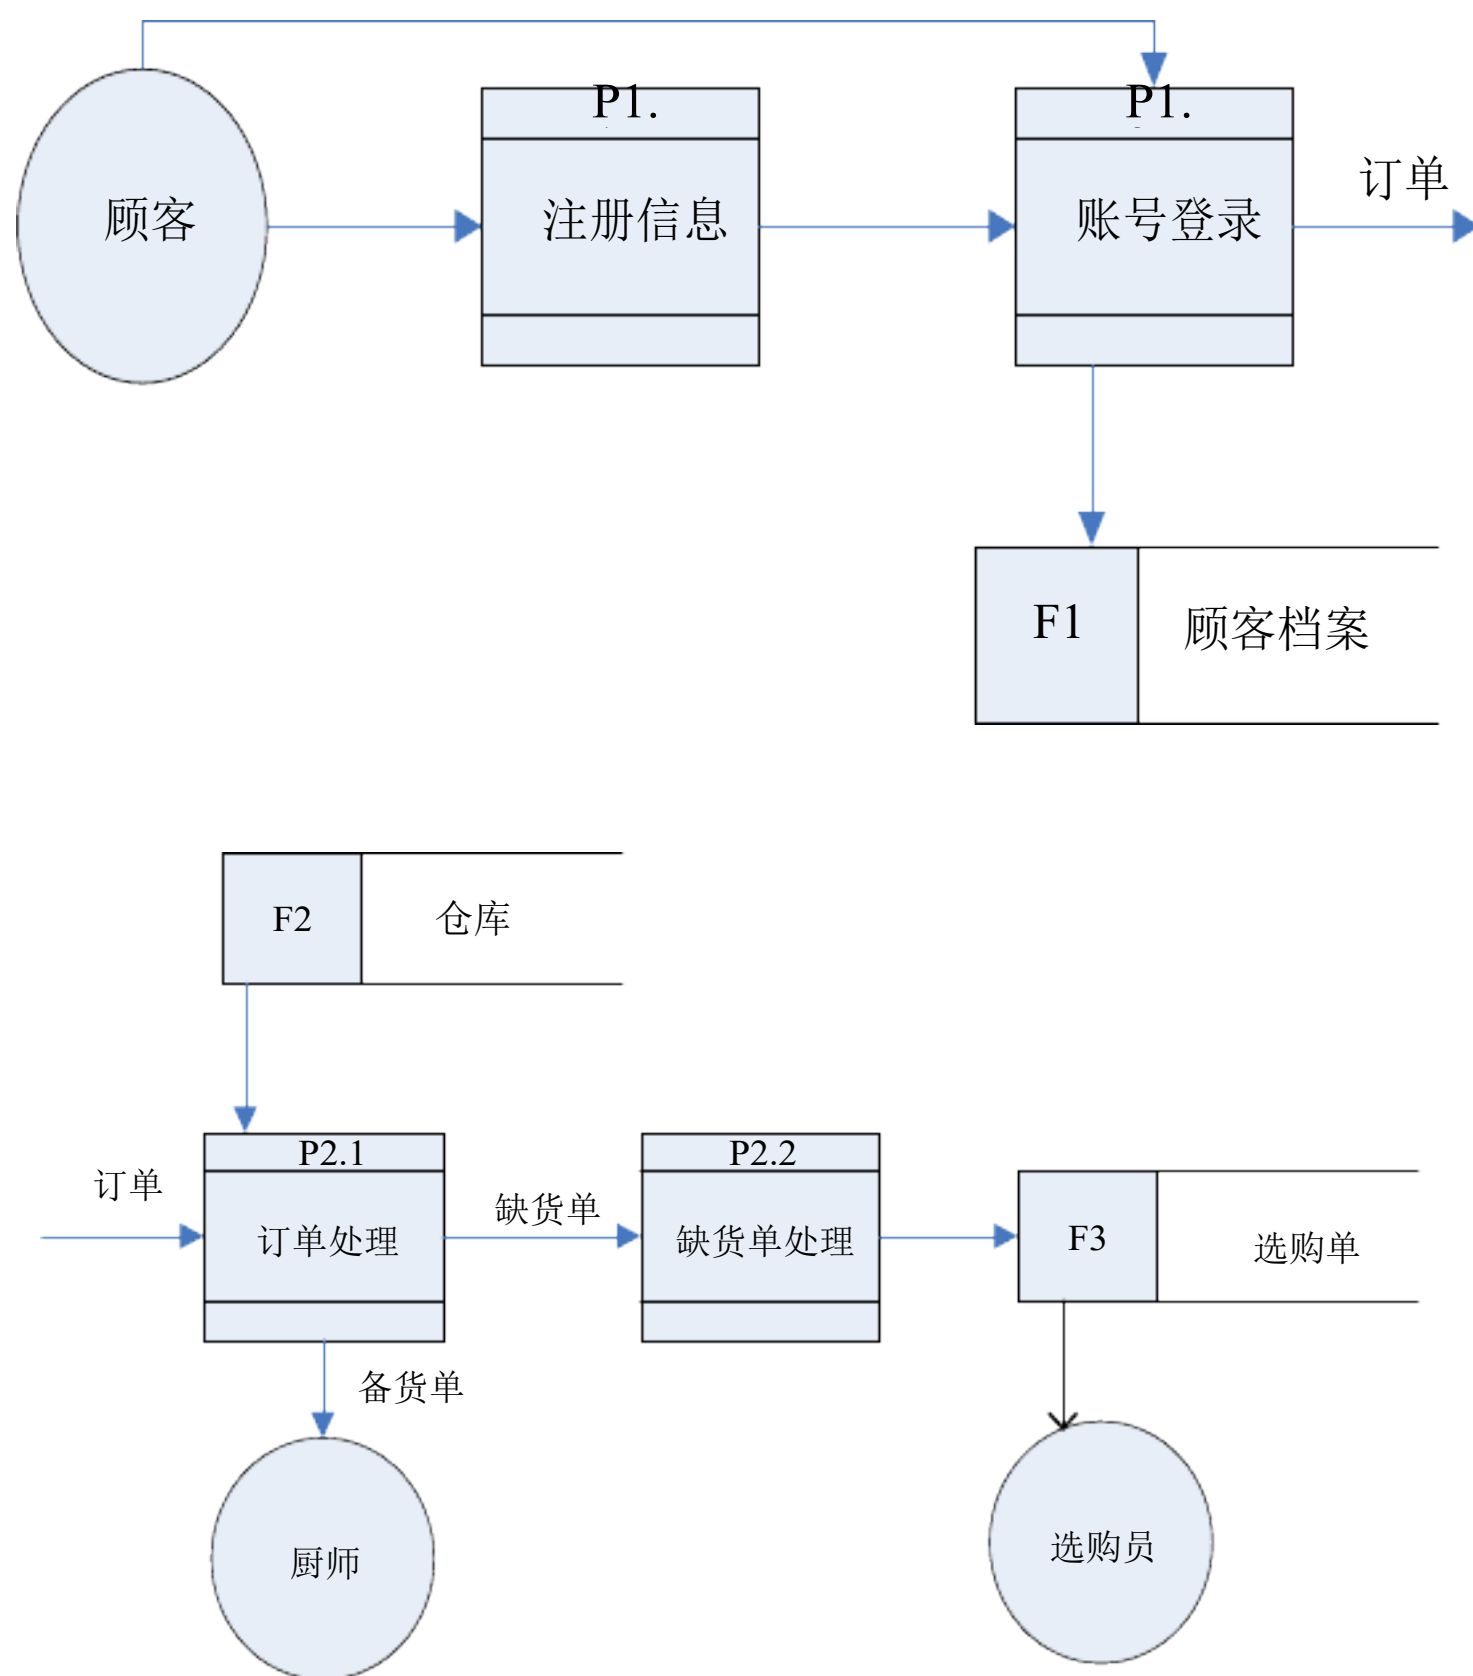 P1.
P1.
订单
顾客
注册信息
账号登录
F1
顾客档案
F2
仓库
P2.1
P2.2
订单
缺货单
订单处理
缺货单处理
F3
选购单
备货单
厨师
选购员